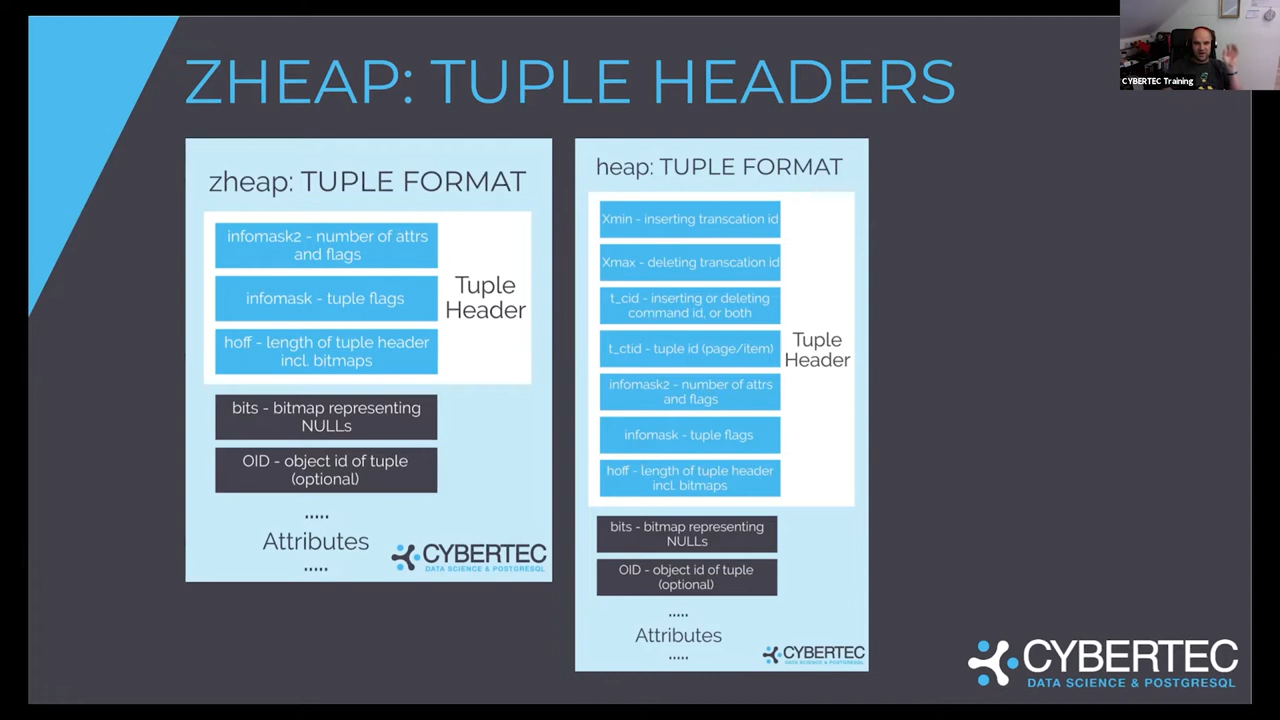 ZHEAP: TUPLE HEADERS
CYBERTEC Training
zheap: TUPLE FORMAT
infomask2 - number of attrs
and flags
infomask - tuple flags
hoff - length of tuple header
incl. bitmaps
Tuple
Header
bits - bitmap representing
NULLs
OID - object id of tuple
(optional)
.....
Attributes
.....
CYBERTEC
DATA SCIENCE & POSTGRESQL
heap: TUPLE FORMAT
Xmin - inserting transcation id
Xmax - deleting transcation id
t_cid - inserting or deleting
command id, or both
t_ctid - tuple id (page/item)
infomask2 - number of attrs
and flags
infomask - tuple flags
hoff - length of tuple header
incl. bitmaps
Tuple
Header
bits - bitmap representing
NULLs
OID - object id of tuple
(optional)
.....
Attributes
.....
CYBERTEC
DATA SCIENCE & POSTGRESQL
CYBERTEC
DATA SCIENCE & POSTGRESQL